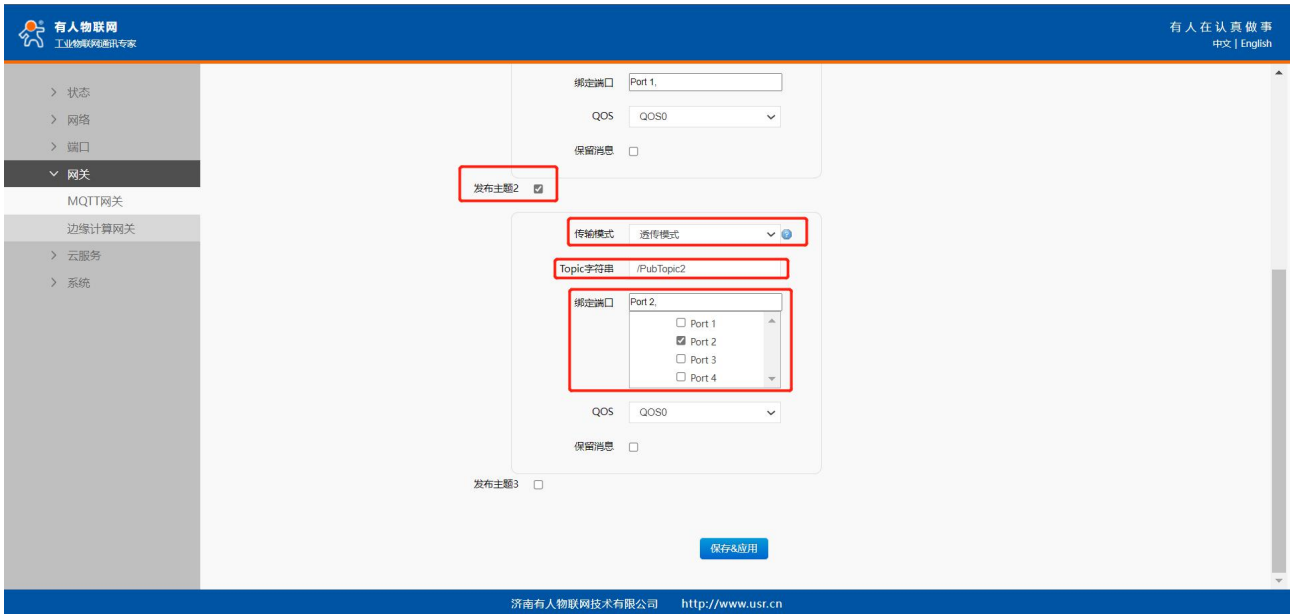 有人物联网
工业物联网通讯专家
有人在认真做事
中文 | English
状态
网络
端口
网关
MQTT网关
边缘计算网关
云服务
系统
绑定端口 Port 1,
QOS QOS0
保留消息
发布主题2
传输模式 透传模式
Topic字符串 /PubTopic2
绑定端口 Port 2,
Port 1
Port 2
Port 3
Port 4
QOS QOS0
保留消息
发布主题3
保存&应用
济南有人物联网技术有限公司 http://www.usr.cn